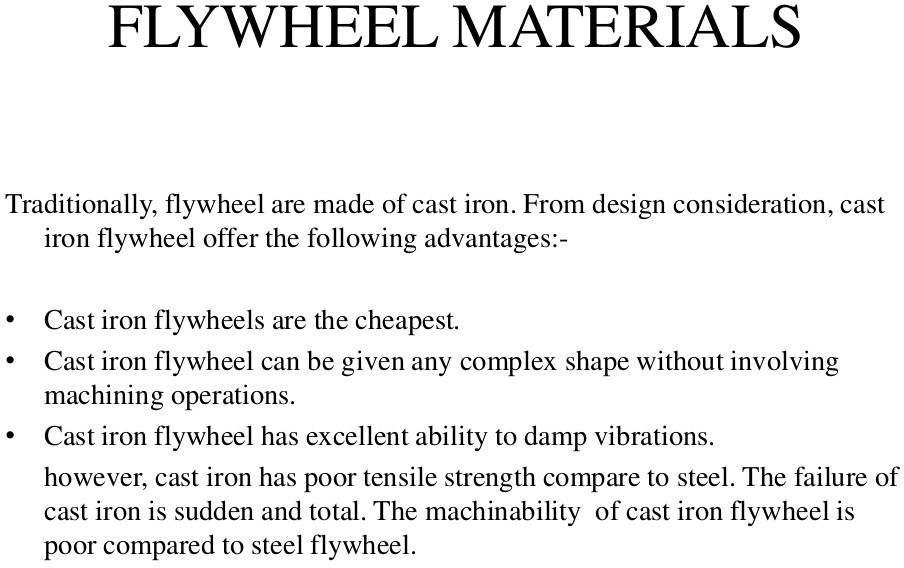 FLYWHEEL MATERIALS
Traditionally, flywheel are made of cast iron. From design consideration, cast
iron flywheel offer the following advantages:-
• Cast iron flywheels are the cheapest.
• Cast iron flywheel can be given any complex shape without involving
machining operations.
• Cast iron flywheel has excellent ability to damp vibrations.
however, cast iron has poor tensile strength compare to steel. The failure of
cast iron is sudden and total. The machinability  of cast iron flywheel is
poor compared to steel flywheel.